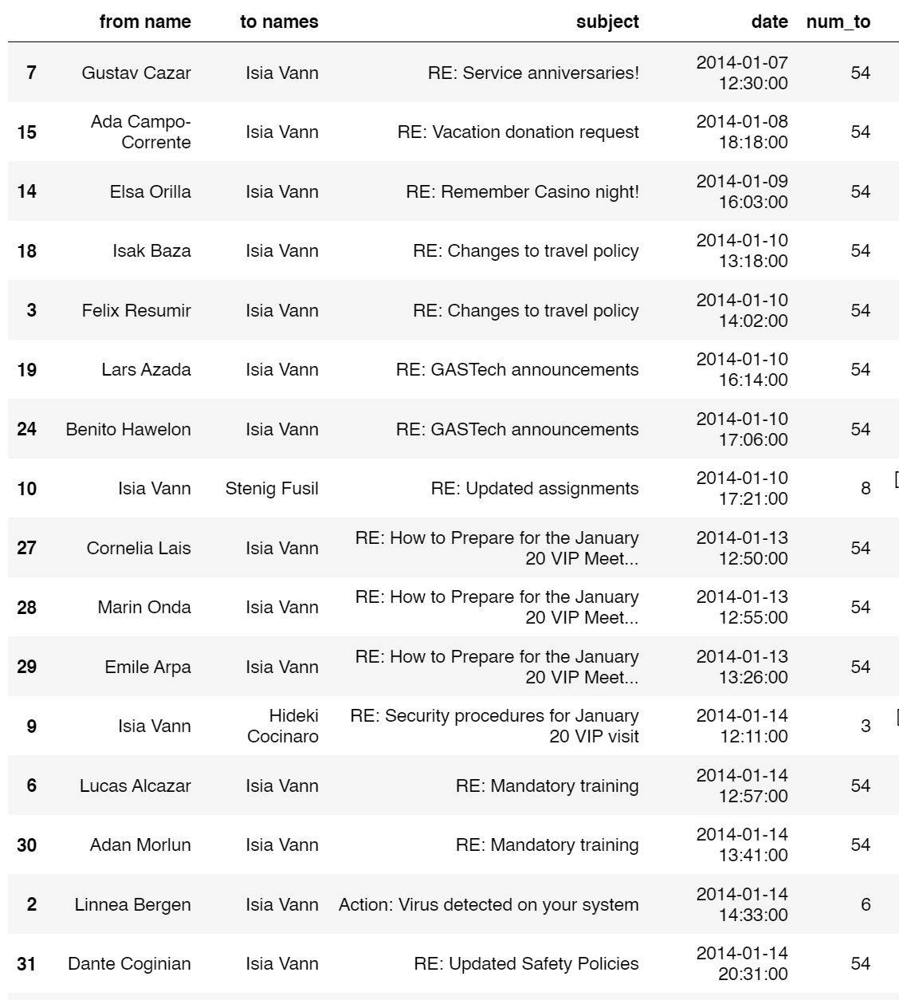 from name to names subject date num_to
7 Gustav Cazar Isia Vann RE: Service anniversaries! 2014-01-07 12:30:00 54
15 Ada Campo-Corrente Isia Vann RE: Vacation donation request 2014-01-08 18:18:00 54
14 Elsa Orilla Isia Vann RE: Remember Casino night! 2014-01-09 16:03:00 54
18 Isak Baza Isia Vann RE: Changes to travel policy 2014-01-10 13:18:00 54
3 Felix Resumir Isia Vann RE: Changes to travel policy 2014-01-10 14:02:00 54
19 Lars Azada Isia Vann RE: GASTech announcements 2014-01-10 16:14:00 54
24 Benito Hawelon Isia Vann RE: GASTech announcements 2014-01-10 17:06:00 54
10 Isia Vann Stenig Fusil RE: Updated assignments 2014-01-10 17:21:00 8
27 Cornelia Lais Isia Vann RE: How to Prepare for the January 20 VIP Meet... 2014-01-13 12:50:00 54
28 Marin Onda Isia Vann RE: How to Prepare for the January 20 VIP Meet... 2014-01-13 12:55:00 54
29 Emile Arpa Isia Vann RE: How to Prepare for the January 20 VIP Meet... 2014-01-13 13:26:00 54
9 Isia Vann Hideki Cocinaro RE: Security procedures for January 20 VIP visit 2014-01-14 12:11:00 3
6 Lucas Alcazar Isia Vann RE: Mandatory training 2014-01-14 12:57:00 54
30 Adan Morlun Isia Vann RE: Mandatory training 2014-01-14 13:41:00 54
2 Linnea Bergen Isia Vann Action: Virus detected on your system 2014-01-14 14:33:00 6
31 Dante Coginian Isia Vann RE: Updated Safety Policies 2014-01-14 20:31:00 54